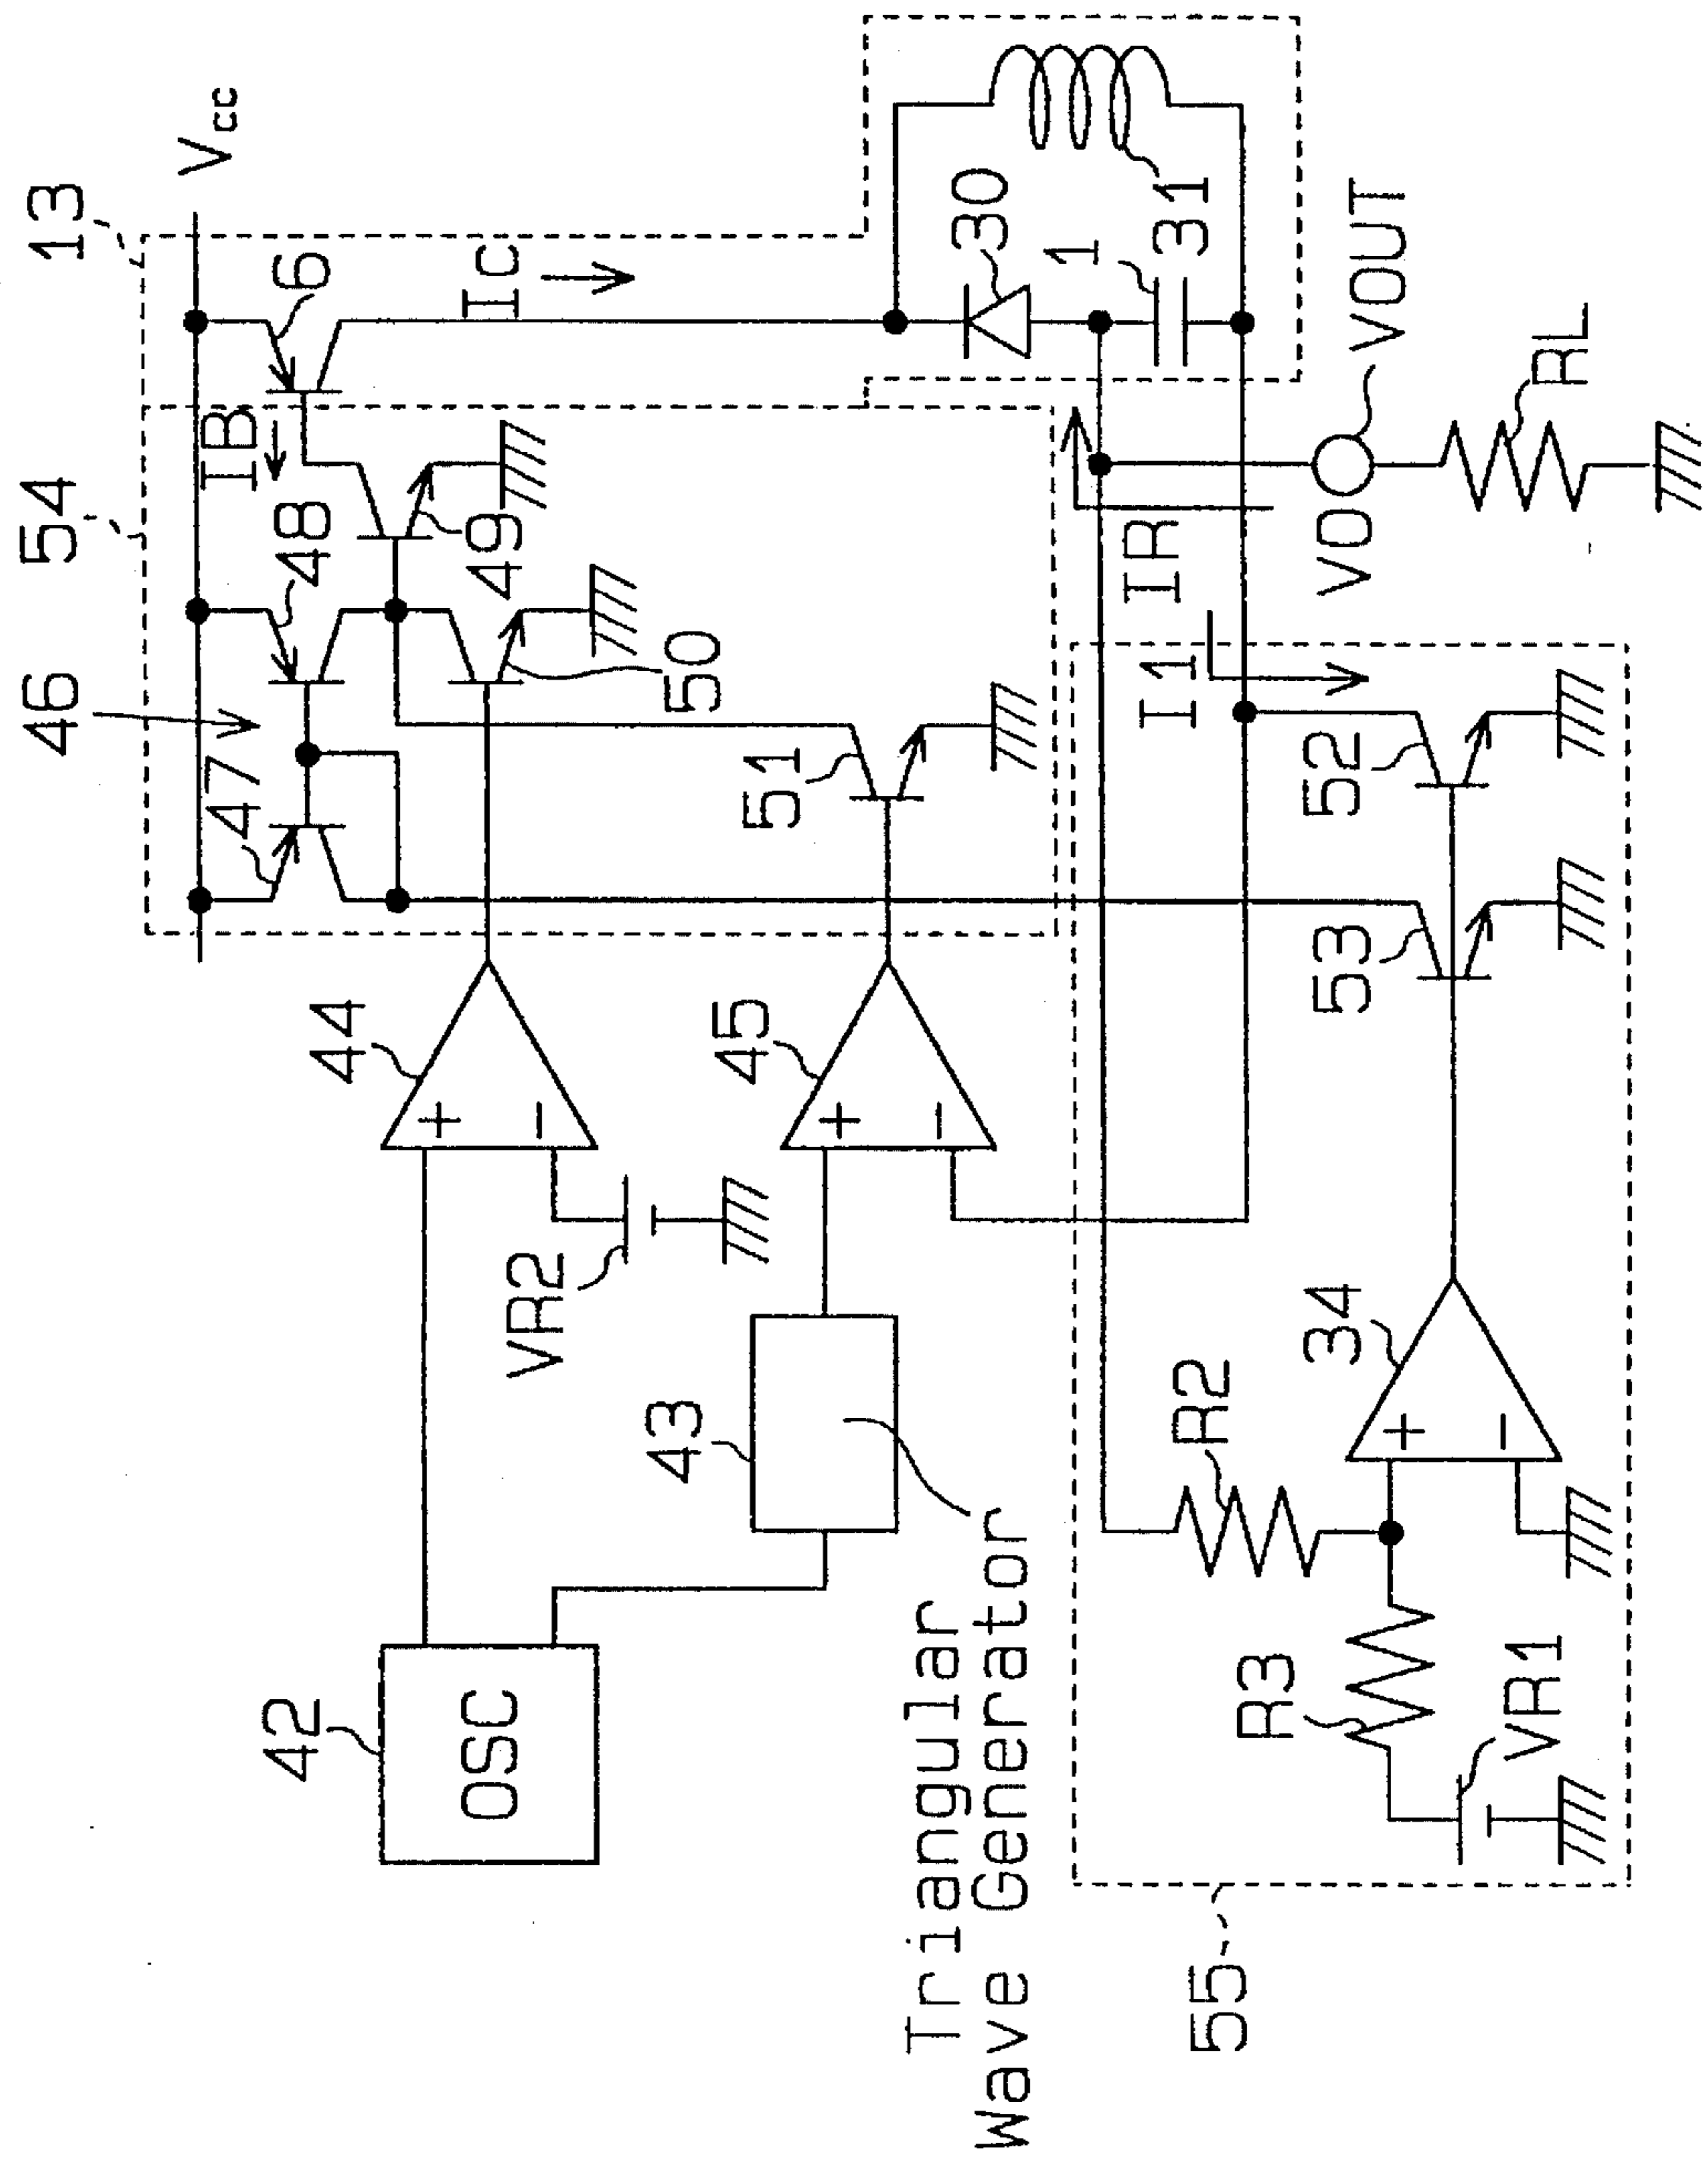 13
Vcc
54
46
47
48
IB
6
Ic
49
50
51
30
1
31
31
IR
I1
VO
VOUT
RL
52
53
44
+
-
VR2
45
+
-
42
OSC
43
Triangular
Wave Generator
R2
34
+
-
R3
VR1
55